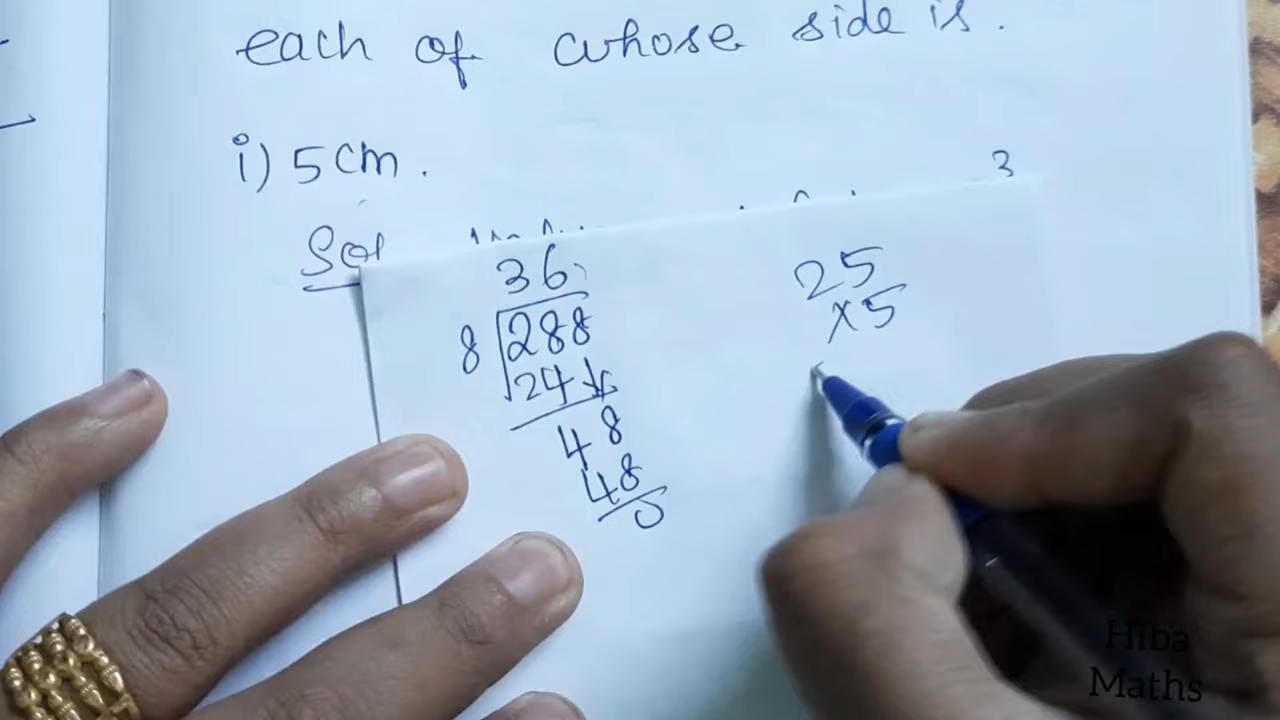 each of whose side is.
i) 5cm.
Sol
3
36
8 288
24
48
48
0
25
x5
Hiba
Maths